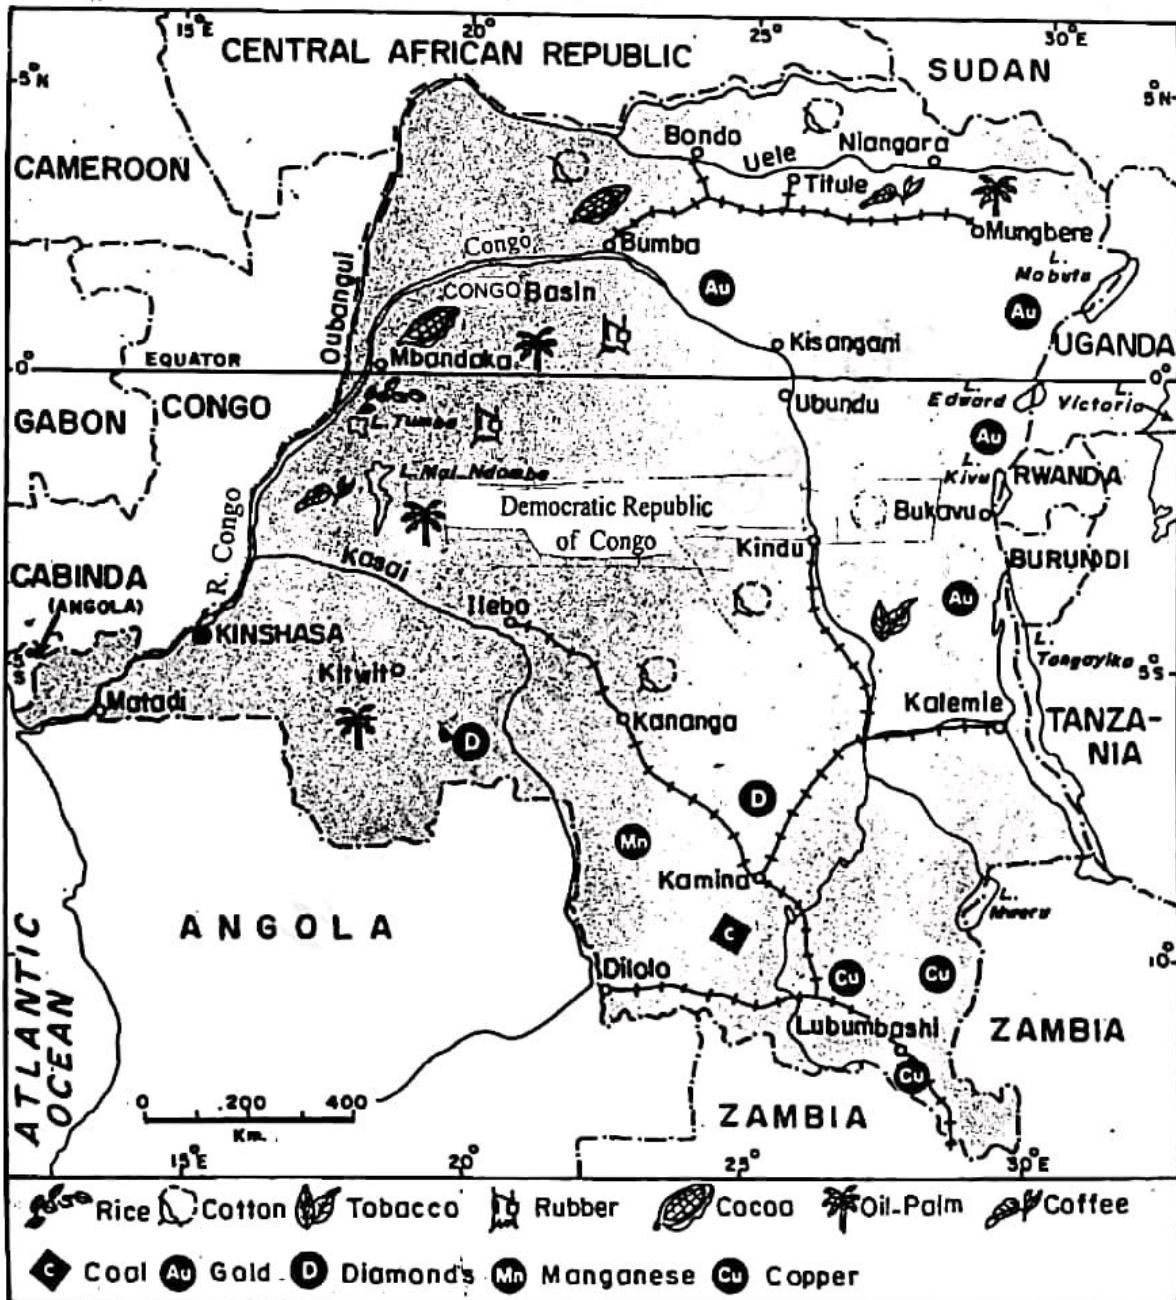 15°E 20° 25° 30°E
CENTRAL AFRICAN REPUBLIC
SUDAN
5°N
5°N
CAMEROON
Bondo
Niangara
Uele
Titule
Mungbere
Congo
Bumba
L. Mobutu
CONGO Basin
Au
Au
Oubangui
Kisangani
EQUATOR
Mbandaka
UGANDA
0°
0°
GABON
CONGO
L. Tumba
Ubundu
L. Edward
L. Victoria
Au
L. Mai Ndombe
L. Kivu
RWANDA
R. Congo
Democratic Republic
of Congo
Bukavu
Kindu
Kasai
BURUNDI
CABINDA
(ANGOLA)
Ilebo
Au
KINSHASA
5°S
Kitwit
L. Tangayika
5°S
Matadi
Kananga
Kalemie
TANZA-
NIA
D
D
Mn
Kamina
ANGOLA
C
L. Mweru
Dilolo
Cu
Cu
10°
ATLANTIC
OCEAN
Lubumbashi
ZAMBIA
Cu
0 200 400
Km.
ZAMBIA
15°E 20° 25° 30°E
Rice Cotton Tobacco Rubber Cocoa Oil-Palm Coffee
C Coal Au Gold D Diamonds Mn Manganese Cu Copper